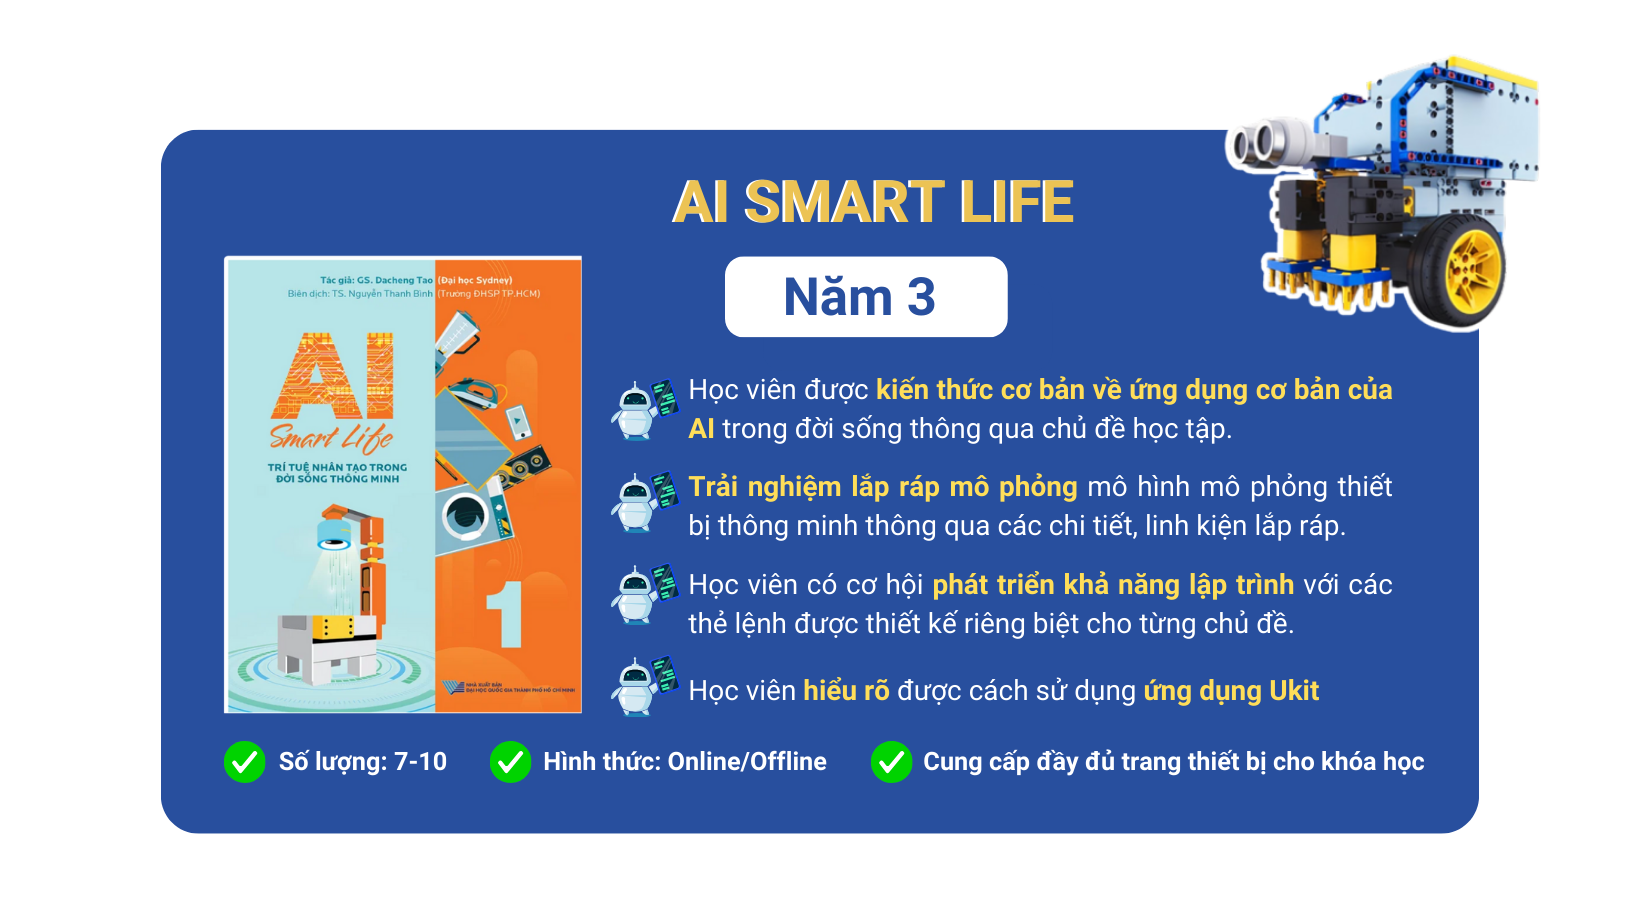 AI SMART LIFE
Năm 3
Tác giả: GS. Dacheng Tao (Đại học Sydney)
Biên dịch: TS. Nguyễn Thanh Bình (Trường ĐHSP TP.HCM)
AI
Smart Life
TRÍ TUỆ NHÂN TẠO TRONG
ĐỜI SỐNG THÔNG MINH
1
NHÀ XUẤT BẢN
ĐẠI HỌC QUỐC GIA THÀNH PHỐ HỒ CHÍ MINH
Học viên được kiến thức cơ bản về ứng dụng cơ bản của
AI trong đời sống thông qua chủ đề học tập.
Trải nghiệm lắp ráp mô phỏng mô hình mô phỏng thiết
bị thông minh thông qua các chi tiết, linh kiện lắp ráp.
Học viên có cơ hội phát triển khả năng lập trình với các
thẻ lệnh được thiết kế riêng biệt cho từng chủ đề.
Học viên hiểu rõ được cách sử dụng ứng dụng Ukit
Số lượng: 7-10
Hình thức: Online/Offline
Cung cấp đầy đủ trang thiết bị cho khóa học